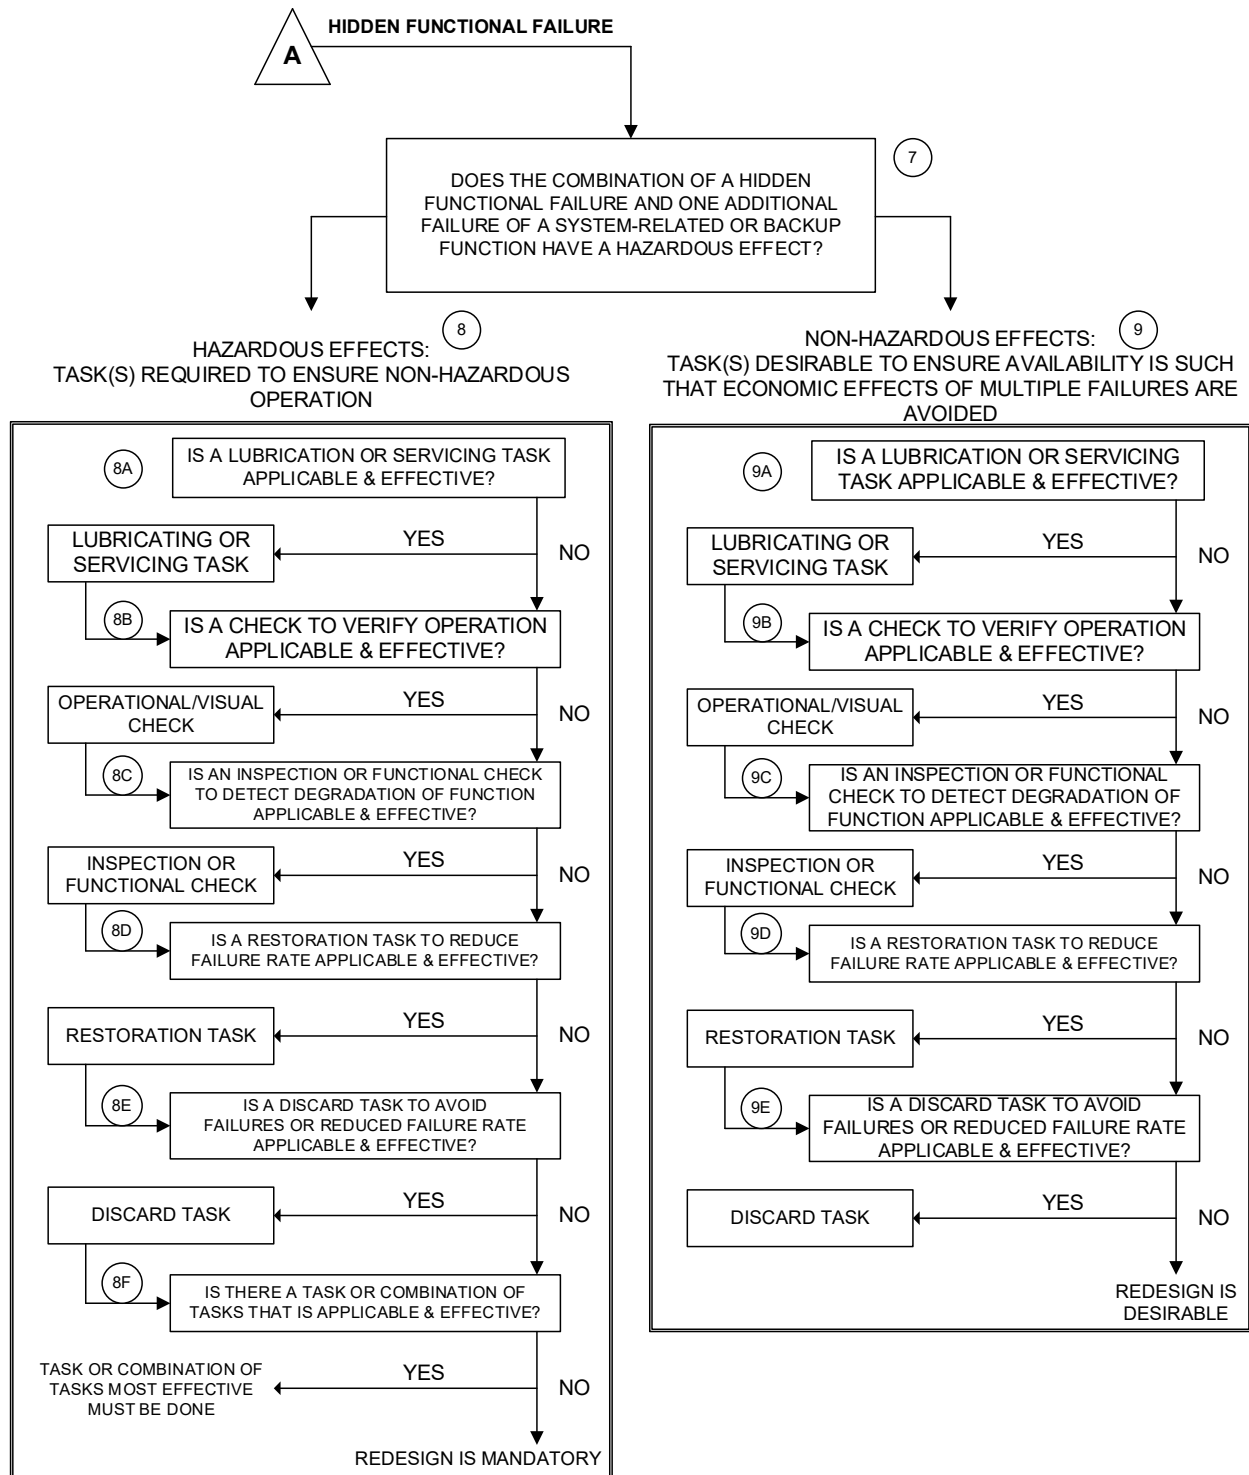 A
HIDDEN FUNCTIONAL FAILURE
7
DOES THE COMBINATION OF A HIDDEN
FUNCTIONAL FAILURE AND ONE ADDITIONAL
FAILURE OF A SYSTEM-RELATED OR BACKUP
FUNCTION HAVE A HAZARDOUS EFFECT?
8
HAZARDOUS EFFECTS:
TASK(S) REQUIRED TO ENSURE NON-HAZARDOUS
OPERATION
8A
IS A LUBRICATION OR SERVICING TASK
APPLICABLE & EFFECTIVE?
YES
NO
LUBRICATING OR
SERVICING TASK
8B
IS A CHECK TO VERIFY OPERATION
APPLICABLE & EFFECTIVE?
YES
NO
OPERATIONAL/VISUAL
CHECK
8C
IS AN INSPECTION OR FUNCTIONAL CHECK
TO DETECT DEGRADATION OF FUNCTION
APPLICABLE & EFFECTIVE?
YES
NO
INSPECTION OR
FUNCTIONAL CHECK
8D
IS A RESTORATION TASK TO REDUCE
FAILURE RATE APPLICABLE & EFFECTIVE?
YES
NO
RESTORATION TASK
8E
IS A DISCARD TASK TO AVOID
FAILURES OR REDUCED FAILURE RATE
APPLICABLE & EFFECTIVE?
YES
NO
DISCARD TASK
8F
IS THERE A TASK OR COMBINATION OF
TASKS THAT IS APPLICABLE & EFFECTIVE?
YES
NO
TASK OR COMBINATION OF
TASKS MOST EFFECTIVE
MUST BE DONE
REDESIGN IS MANDATORY
9
NON-HAZARDOUS EFFECTS:
TASK(S) DESIRABLE TO ENSURE AVAILABILITY IS SUCH
THAT ECONOMIC EFFECTS OF MULTIPLE FAILURES ARE
AVOIDED
9A
IS A LUBRICATION OR SERVICING
TASK APPLICABLE & EFFECTIVE?
YES
NO
LUBRICATING OR
SERVICING TASK
9B
IS A CHECK TO VERIFY OPERATION
APPLICABLE & EFFECTIVE?
YES
NO
OPERATIONAL/VISUAL
CHECK
9C
IS AN INSPECTION OR FUNCTIONAL
CHECK TO DETECT DEGRADATION OF
FUNCTION APPLICABLE & EFFECTIVE?
YES
NO
INSPECTION OR
FUNCTIONAL CHECK
9D
IS A RESTORATION TASK TO REDUCE
FAILURE RATE APPLICABLE & EFFECTIVE?
YES
NO
RESTORATION TASK
9E
IS A DISCARD TASK TO AVOID
FAILURES OR REDUCED FAILURE RATE
APPLICABLE & EFFECTIVE?
YES
NO
DISCARD TASK
REDESIGN IS
DESIRABLE